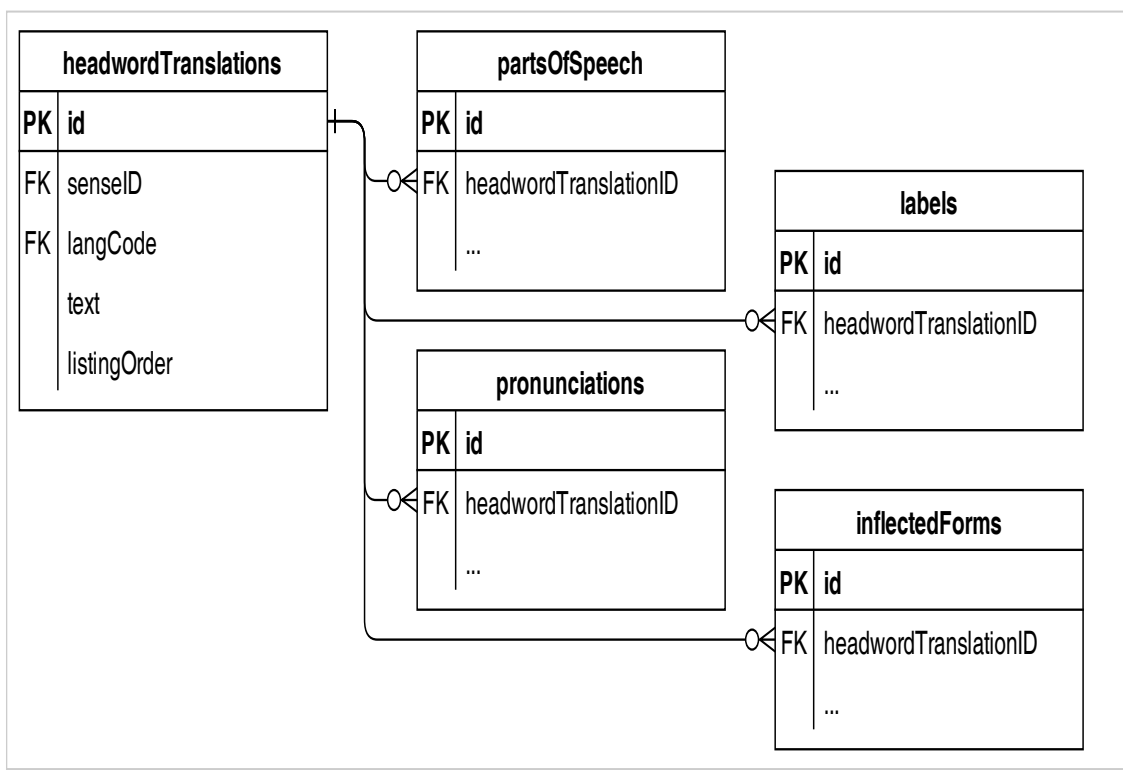 headwordTranslations
PK id
FK senseID
FK langCode
text
listingOrder
partsOfSpeech
PK id
FK headwordTranslationID
...
labels
PK id
FK headwordTranslationID
...
pronunciations
PK id
FK headwordTranslationID
...
inflectedForms
PK id
FK headwordTranslationID
...